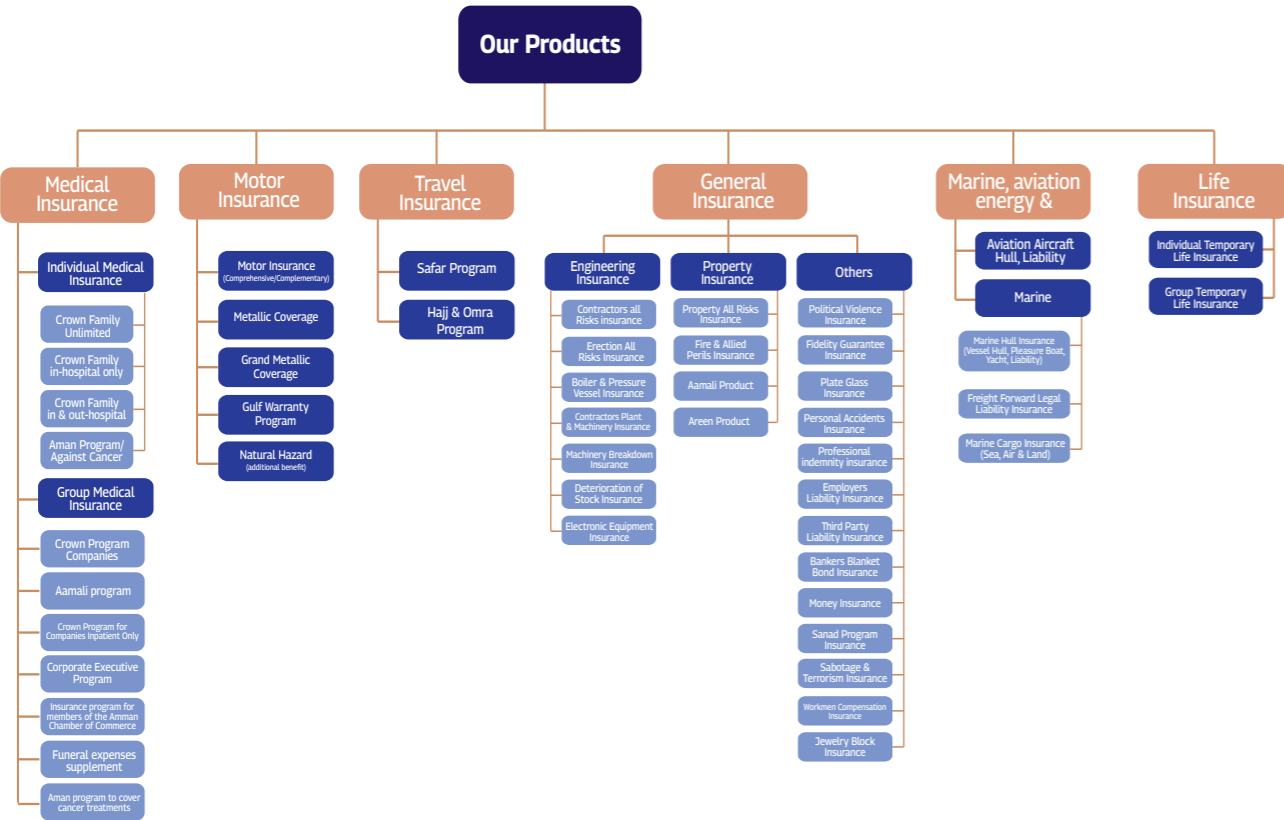 Our Products
Medical
Insurance
Individual Medical
Insurance
Crown Family
Unlimited
Crown Family
in-hospital only
Crown Family
in & out-hospital
Aman Program/
Against Cancer
Group Medical
Insurance
Crown Program
Companies
Aamali program
Crown Program for
Companies Inpatient Only
Corporate Executive
Program
Insurance program for
members of the Amman
Chamber of Commerce
Funeral expenses
supplement
Aman program to cover
cancer treatments
Motor
Insurance
Motor Insurance
(Comprehensive/Complementary)
Metallic Coverage
Grand Metallic
Coverage
Gulf Warranty
Program
Natural Hazard
(additional benefit)
Travel
Insurance
Safar Program
Hajj & Omra
Program
General
Insurance
Engineering
Insurance
Contractors all
Risks insurance
Erection All
Risks Insurance
Boiler & Pressure
Vessel Insurance
Contractors Plant
& Machinery Insurance
Machinery Breakdown
Insurance
Deterioration of
Stock Insurance
Electronic Equipment
Insurance
Property
Insurance
Property All Risks
Insurance
Fire & Allied
Perils Insurance
Aamali Product
Areen Product
Others
Political Violence
Insurance
Fidelity Guarantee
Insurance
Plate Glass
Insurance
Personal Accidents
Insurance
Professional
indemnity insurance
Employers
Liability Insurance
Third Party
Liability Insurance
Bankers Blanket
Bond Insurance
Money Insurance
Sanad Program
Insurance
Sabotage &
Terrorism Insurance
Workmen Compensation
Insurance
Jewelry Block
Insurance
Marine, aviation
energy &
Aviation Aircraft
Hull, Liability
Marine
Marine Hull Insurance
(Vessel Hull, Pleasure Boat,
Yacht, Liability)
Freight Forward Legal
Liability Insurance
Marine Cargo Insurance
(Sea, Air & Land)
Life
Insurance
Individual Temporary
Life Insurance
Group Temporary
Life Insurance